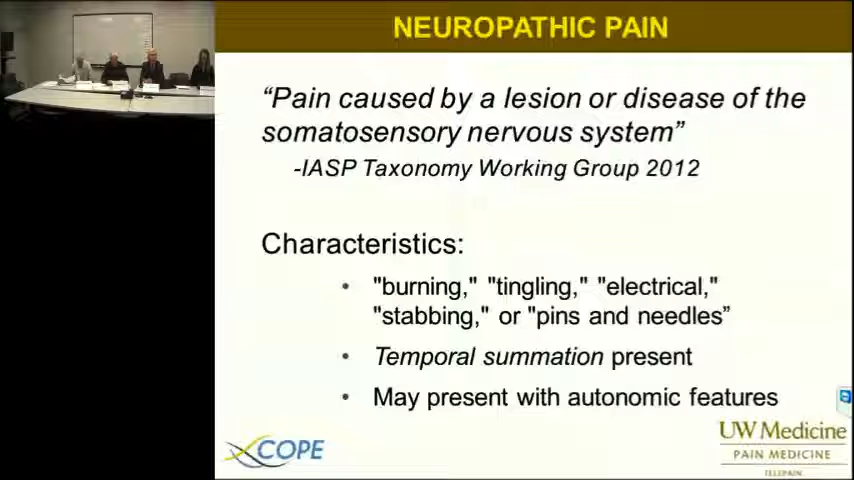 NEUROPATHIC PAIN
“Pain caused by a lesion or disease of the
somatosensory nervous system”
-IASP Taxonomy Working Group 2012
Characteristics:
• "burning," "tingling," "electrical,"
"stabbing," or "pins and needles”
• Temporal summation present
• May present with autonomic features
COPE
UW Medicine
PAIN MEDICINE
TELEPAIN